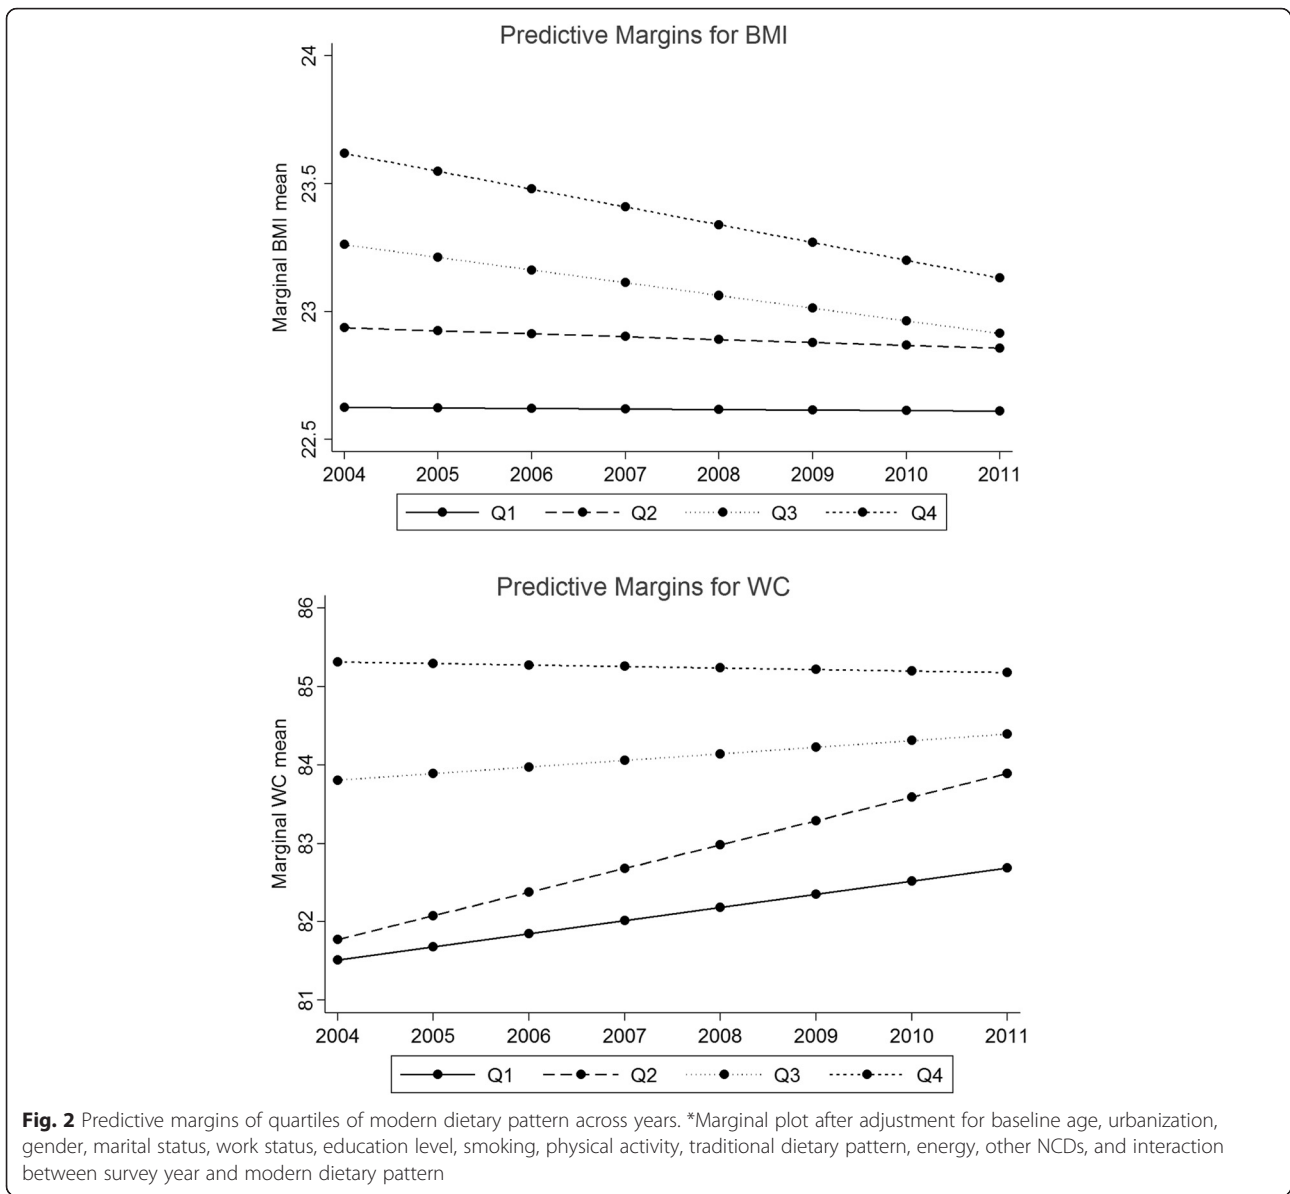 Predictive Margins for BMI
Marginal BMI mean
24
23.5
23
22.5
2004 2005 2006 2007 2008 2009 2010 2011
Q1 Q2 Q3 Q4
Predictive Margins for WC
Marginal WC mean
86
85
84
83
82
81
2004 2005 2006 2007 2008 2009 2010 2011
Q1 Q2 Q3 Q4
Fig. 2 Predictive margins of quartiles of modern dietary pattern across years. *Marginal plot after adjustment for baseline age, urbanization,
gender, marital status, work status, education level, smoking, physical activity, traditional dietary pattern, energy, other NCDs, and interaction
between survey year and modern dietary pattern